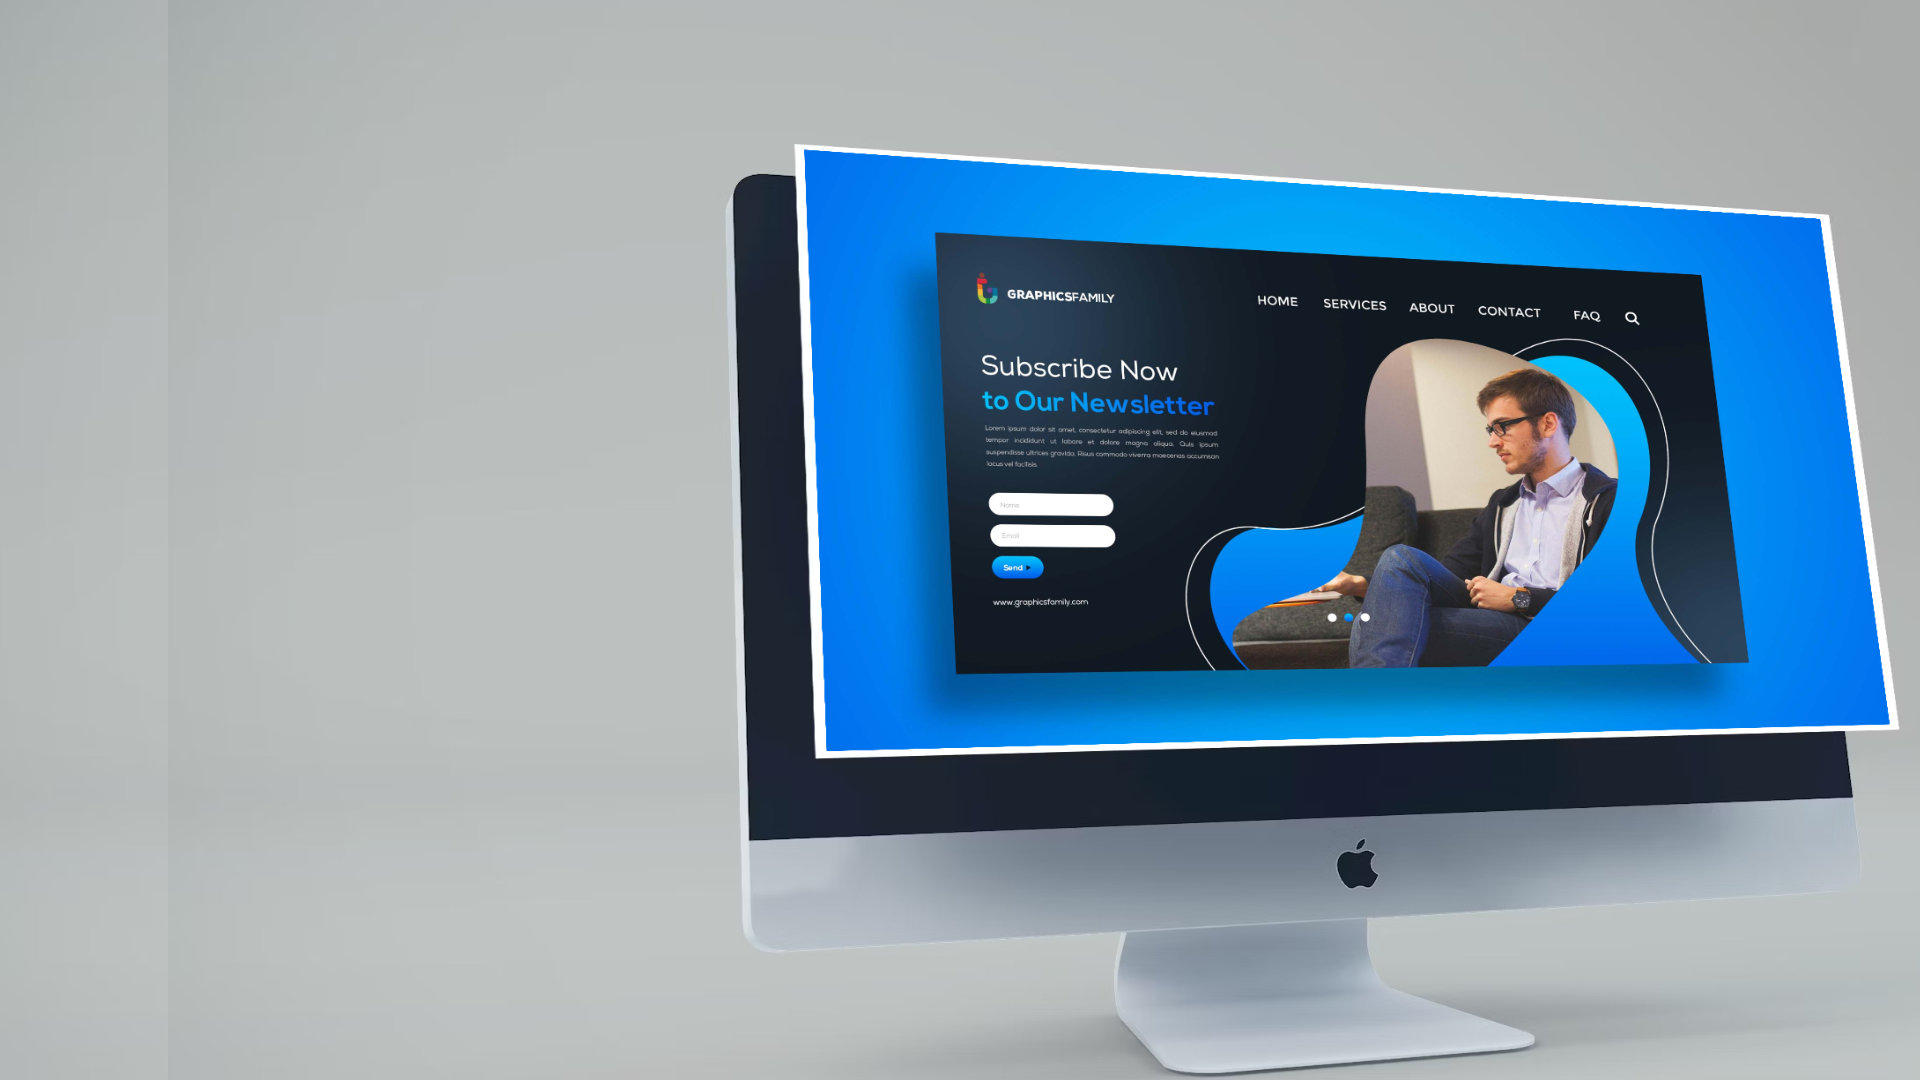 GRAPHICSFAMILY
HOME SERVICES ABOUT CONTACT FAQ
Subscribe Now
to Our Newsletter
Lorem ipsum dolor sit amet, consectetur adipiscing elit, sed do eiusmod
tempor incididunt ut labore et dolore magna aliqua. Quis ipsum
suspendisse ultrices gravida. Risus commodo viverra maecenas accumsan
lacus vel facilisis.
Name
Email
Send
www.graphicsfamily.com